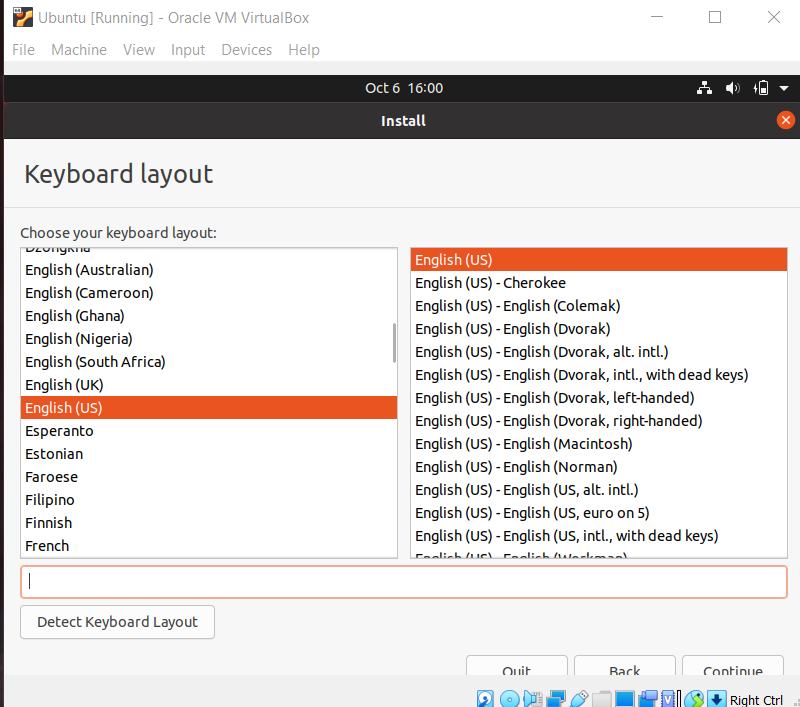 Ubuntu [Running] - Oracle VM VirtualBox
File Machine View Input Devices Help
Oct 6 16:00
Install
Keyboard layout
Choose your keyboard layout:
Dzongkha
English (Australian)
English (Cameroon)
English (Ghana)
English (Nigeria)
English (South Africa)
English (UK)
English (US)
Esperanto
Estonian
Faroese
Filipino
Finnish
French
English (US)
English (US) - Cherokee
English (US) - English (Colemak)
English (US) - English (Dvorak)
English (US) - English (Dvorak, alt. intl.)
English (US) - English (Dvorak, intl., with dead keys)
English (US) - English (Dvorak, left-handed)
English (US) - English (Dvorak, right-handed)
English (US) - English (Macintosh)
English (US) - English (Norman)
English (US) - English (US, alt. intl.)
English (US) - English (US, euro on 5)
English (US) - English (US, intl., with dead keys)
English (US) - English (Workman)
Detect Keyboard Layout
Quit Back Continue
Right Ctrl